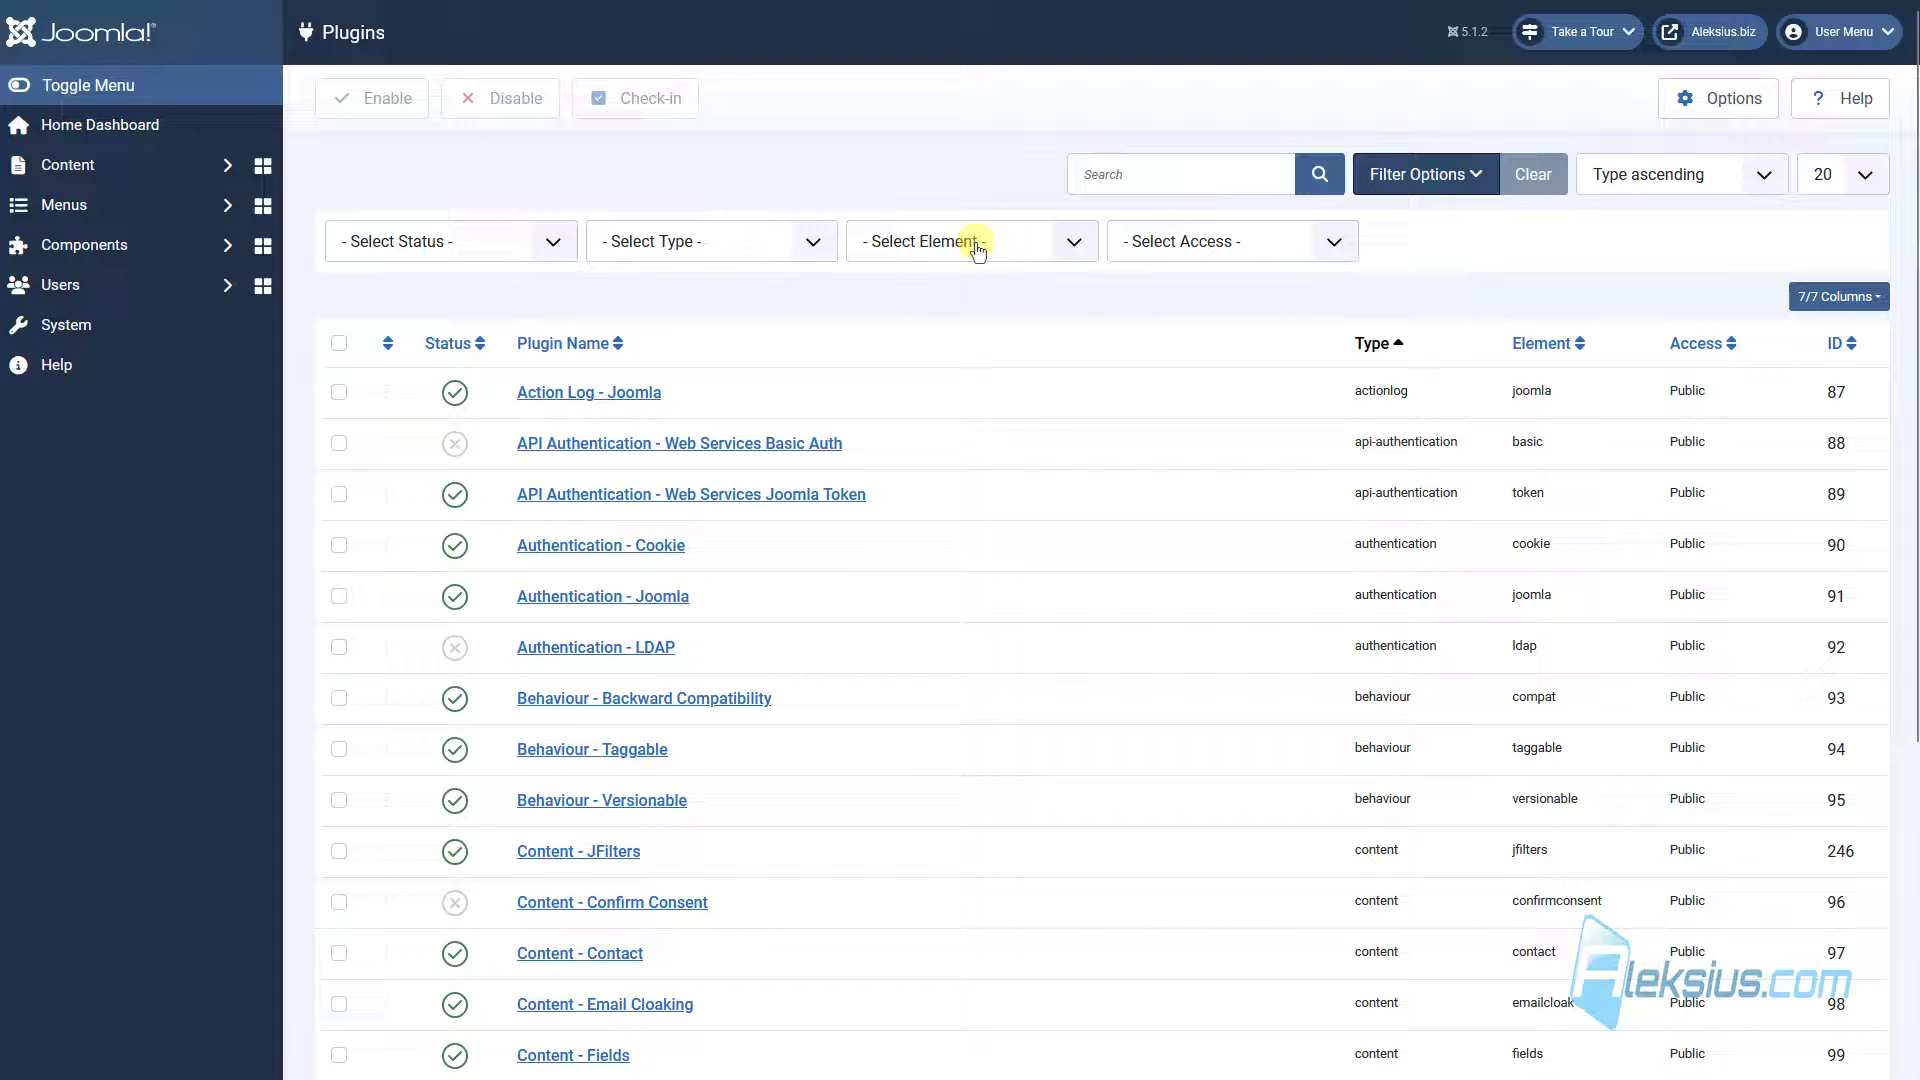 Joomla!
Plugins
5.1.2
Take a Tour
Aleksius.biz
User Menu
Toggle Menu
Home Dashboard
Content
Menus
Components
Users
System
Help
Enable
Disable
Check-in
Options
? Help
Search
Filter Options
Clear
Type ascending
20
- Select Status -
- Select Type -
- Select Element -
- Select Access -
7/7 Columns
Status Plugin Name Type Element Access ID
Action Log - Joomla actionlog joomla Public 87
API Authentication - Web Services Basic Auth api-authentication basic Public 88
API Authentication - Web Services Joomla Token api-authentication token Public 89
Authentication - Cookie authentication cookie Public 90
Authentication - Joomla authentication joomla Public 91
Authentication - LDAP authentication ldap Public 92
Behaviour - Backward Compatibility behaviour compat Public 93
Behaviour - Taggable behaviour taggable Public 94
Behaviour - Versionable behaviour versionable Public 95
Content - JFilters content jfilters Public 246
Content - Confirm Consent content confirmconsent Public 96
Content - Contact content contact Public 97
Content - Email Cloaking content emailcloak Public 98
Content - Fields content fields Public 99
Aleksius.com